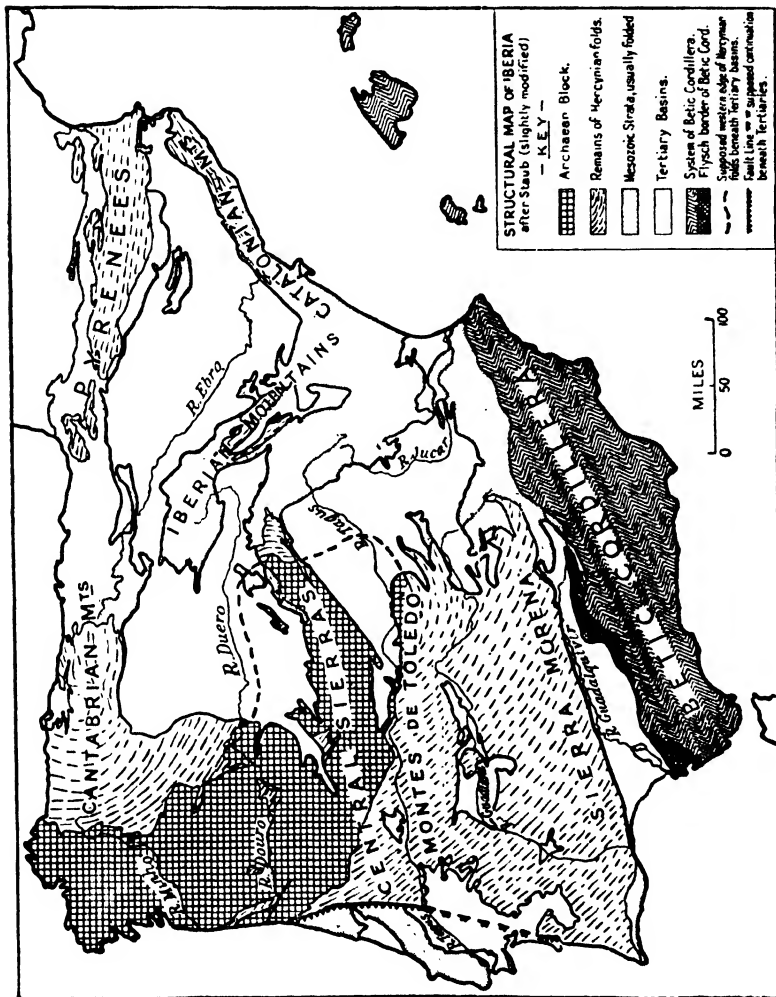 STRUCTURAL MAP OF IBERIA
after Staub (slightly modified)
— KEY —
Archaean Block.
Remains of Hercynian folds.
Mesozoic Strata, usually folded
Tertiary Basins.
System of Betic Cordillera.
Flysch border of Betic Cord.
Supposed western edge of Hercynian
folds beneath Tertiary basins.
Fault Line supposed continuation
beneath Tertiaries.
PYRENEES
CATALONIAN MTS
CANTABRIAN MTS
R. Ebro
IBERIAN MOUNTAINS
R. Duero
R. Minho
R. Douro
CENTRAL SIERRAS
R. Tagus
R. Jucar
MONTES DE TOLEDO
SIERRA MORENA
R. Guadalquivir
BETIC CORDILLERA
0 50 100
MILES